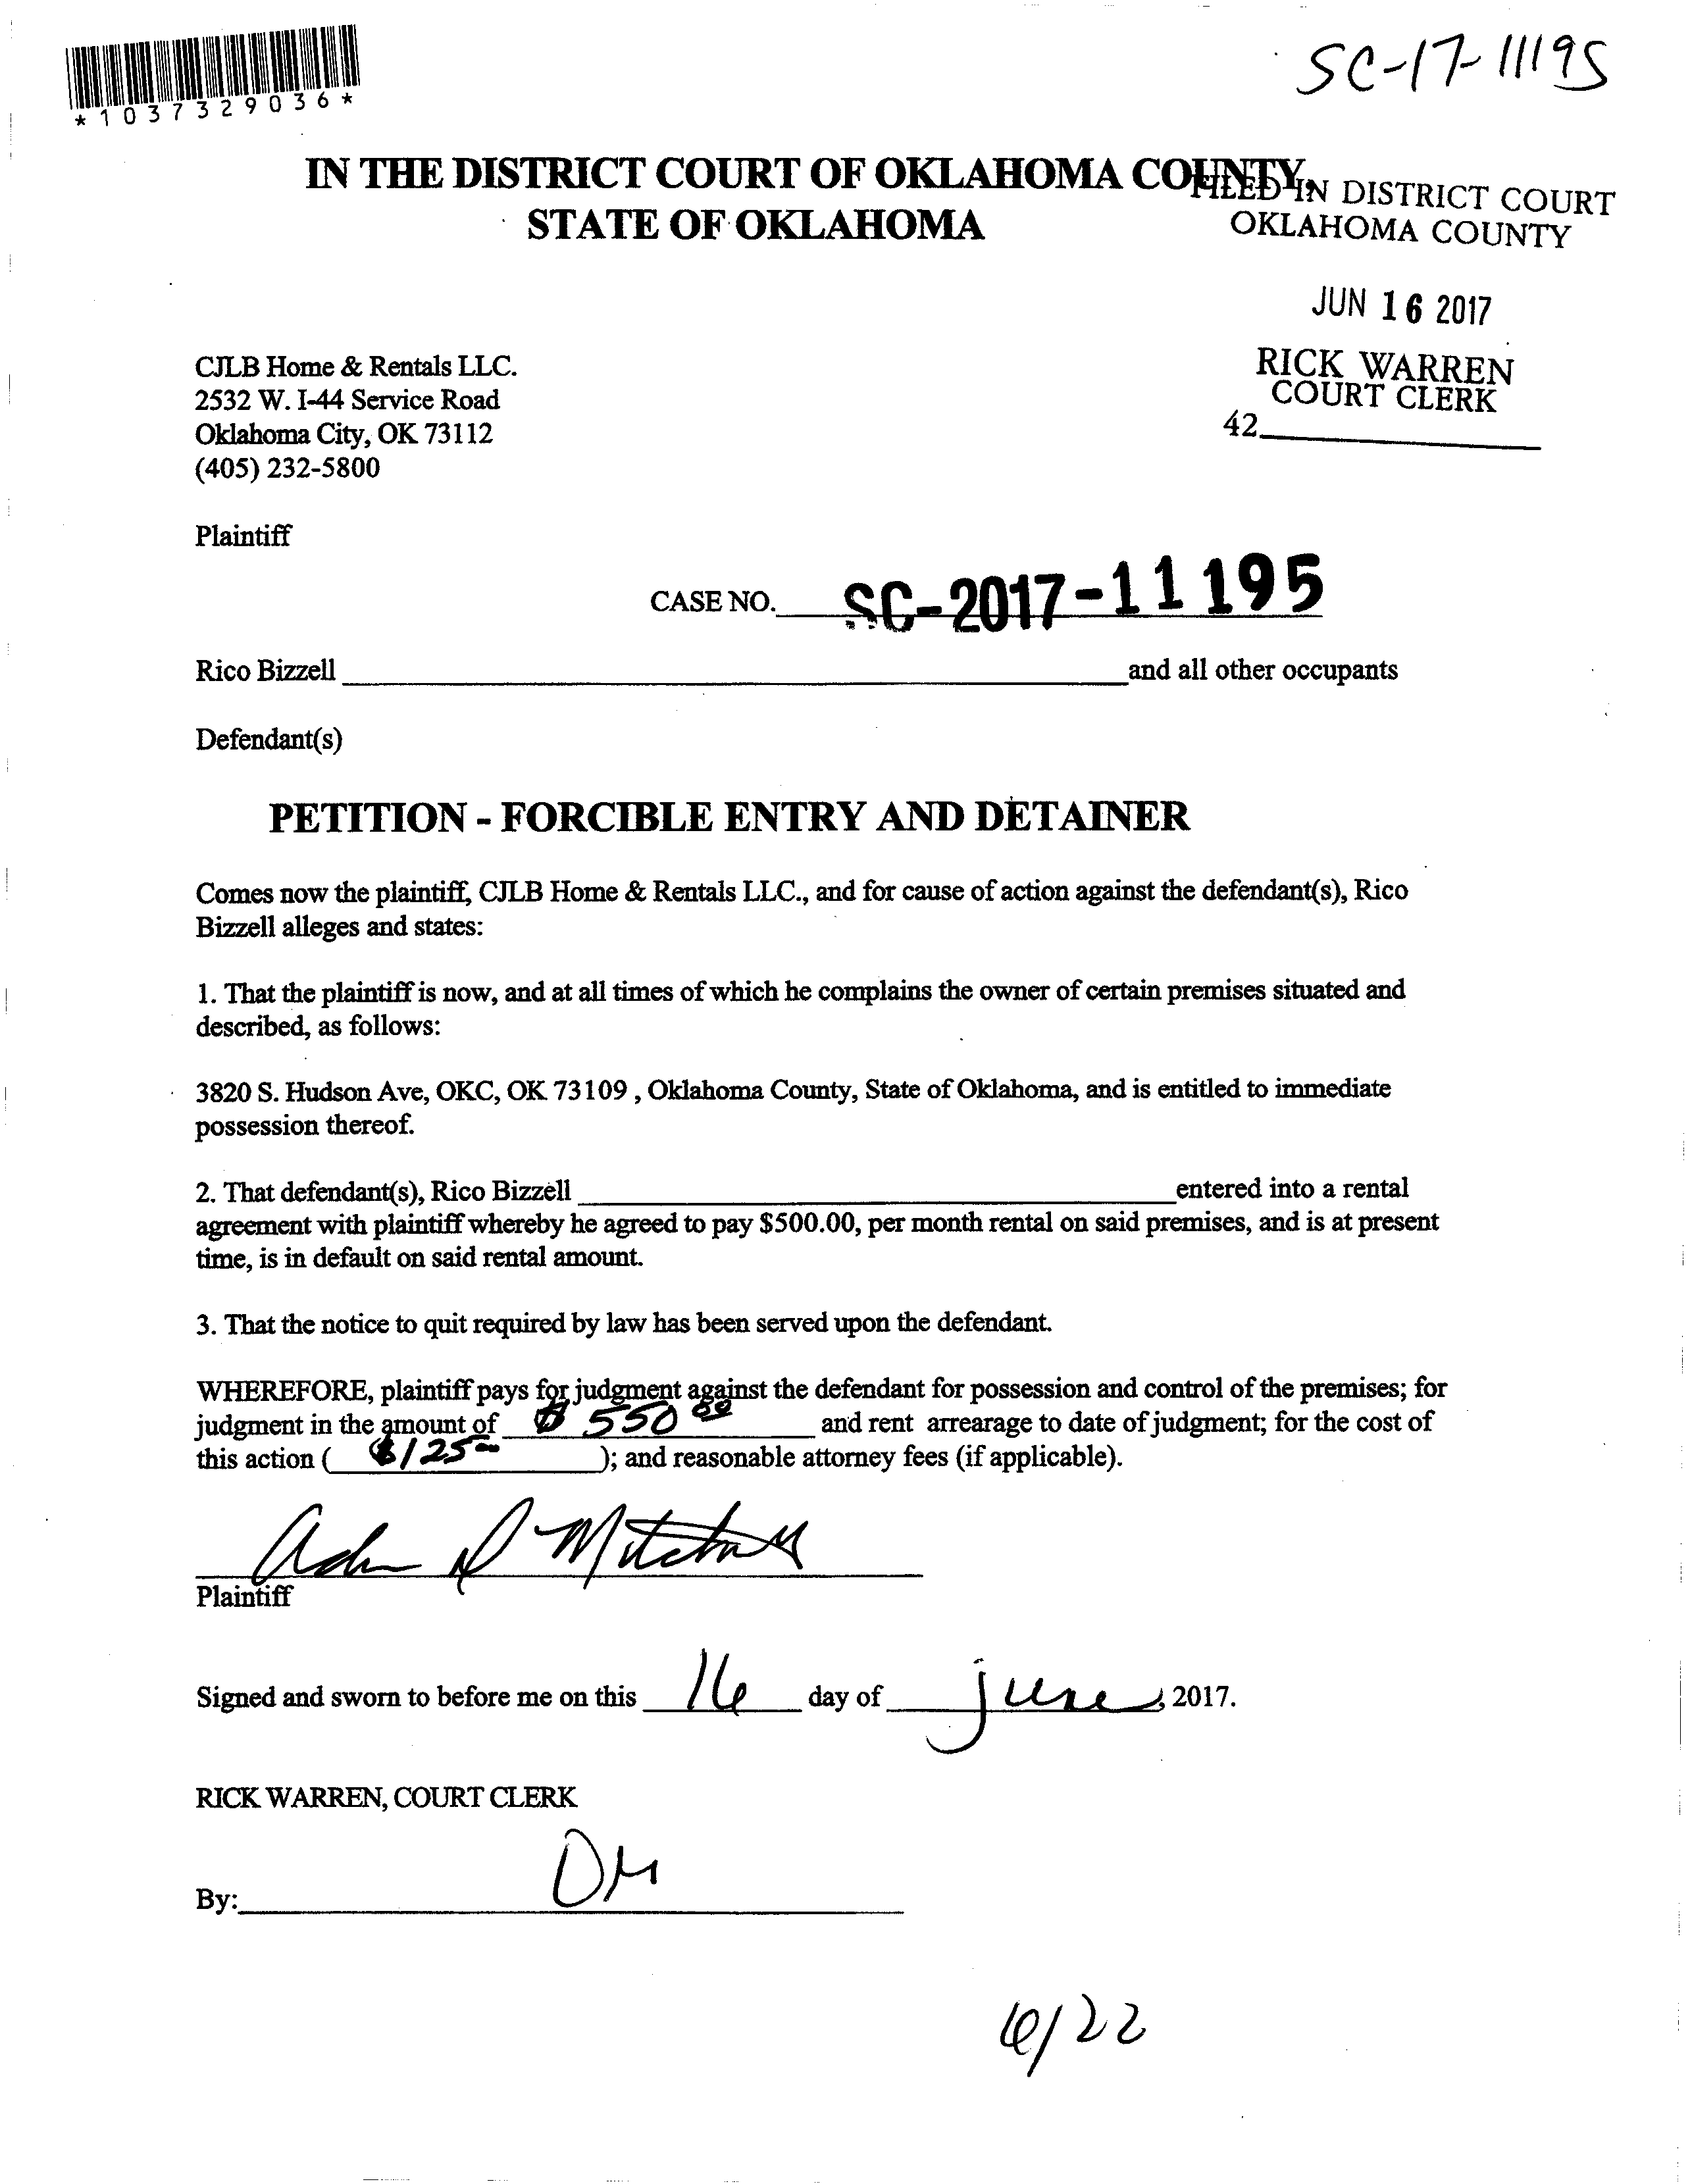 SC-17-11195
*1037329036*
IN THE DISTRICT COURT OF OKLAHOMA COUNTY,
STATE OF OKLAHOMA
FILED IN DISTRICT COURT
OKLAHOMA COUNTY
JUN 16 2017
RICK WARREN
COURT CLERK
42
CJLB Home & Rentals LLC.
2532 W. I-44 Service Road
Oklahoma City, OK 73112
(405) 232-5800
Plaintiff
CASE NO. SC-2017-11195
Rico Bizzell and all other occupants
Defendant(s)
PETITION - FORCIBLE ENTRY AND DETAINER
Comes now the plaintiff, CJLB Home & Rentals LLC., and for cause of action against the defendant(s), Rico
Bizzell alleges and states:
1. That the plaintiff is now, and at all times of which he complains the owner of certain premises situated and
described, as follows:
3820 S. Hudson Ave, OKC, OK 73109 , Oklahoma County, State of Oklahoma, and is entitled to immediate
possession thereof.
2. That defendant(s), Rico Bizzell entered into a rental
agreement with plaintiff whereby he agreed to pay $500.00, per month rental on said premises, and is at present
time, is in default on said rental amount.
3. That the notice to quit required by law has been served upon the defendant.
WHEREFORE, plaintiff pays for judgment against the defendant for possession and control of the premises; for
judgment in the amount of $ 550 00 and rent arrearage to date of judgment; for the cost of
this action ( $125 ); and reasonable attorney fees (if applicable).
Plaintiff
Signed and sworn to before me on this 16 day of june, 2017.
RICK WARREN, COURT CLERK
DM
By:
6/22